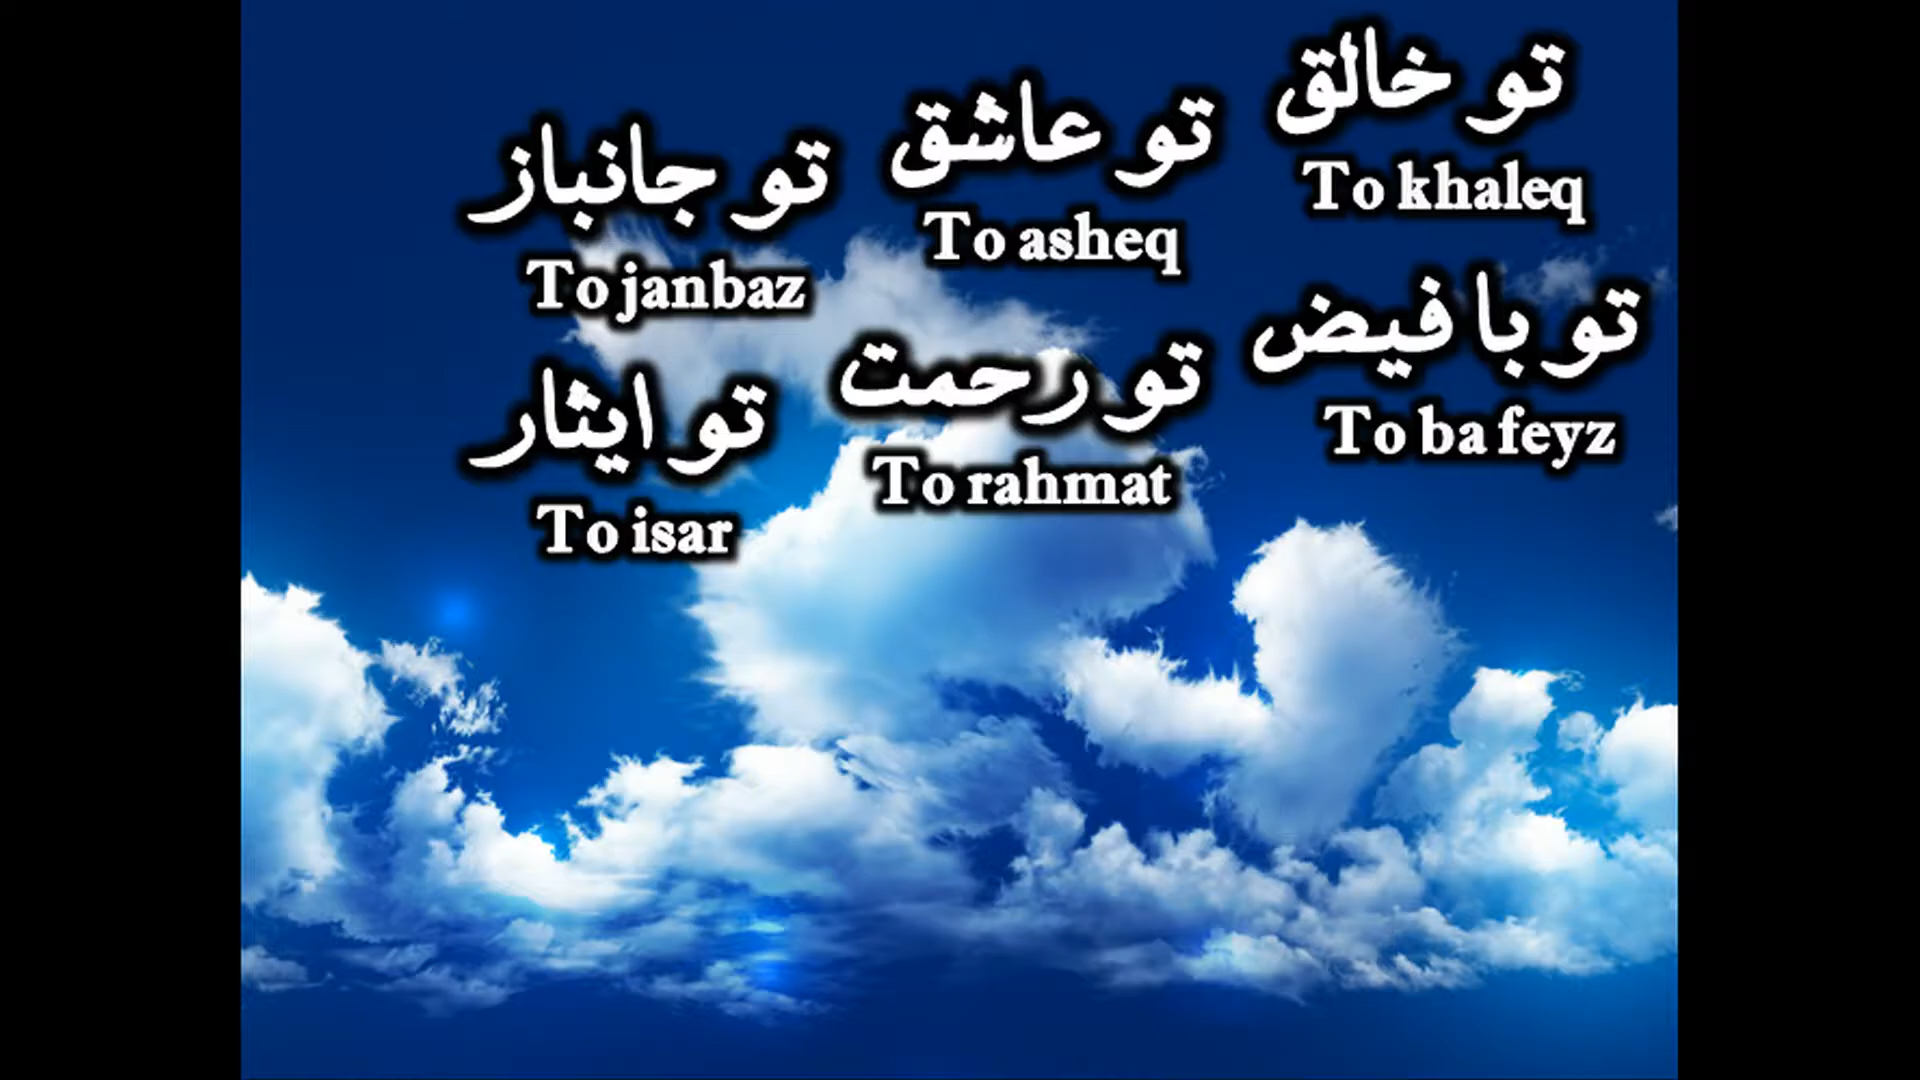 تو خالق
To khaleq
تو عاشق
To asheq
تو جانباز
To janbaz
تو با فیض
To ba feyz
تو رحمت
To rahmat
تو ایثار
To isar